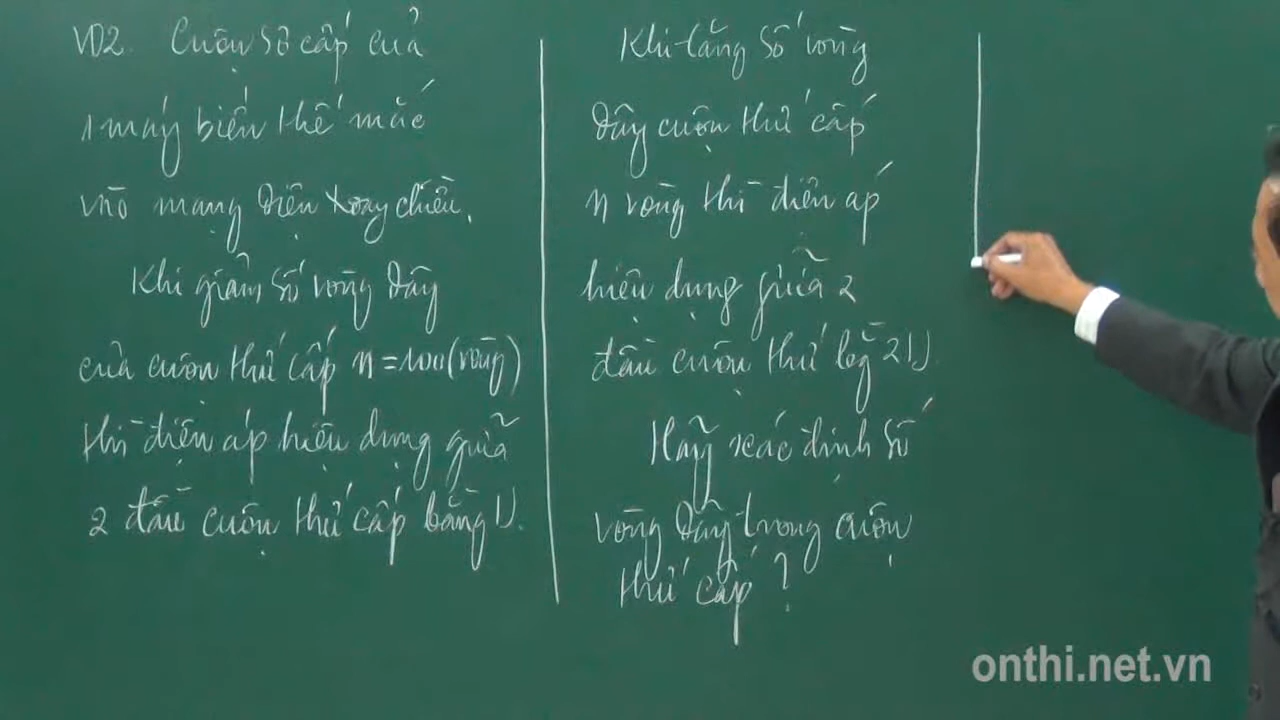 VD2. Cuộn sơ cấp của
1 máy biến thế mắc
vào mạng điện xoay chiều.
Khi giảm số vòng dây
của cuộn thứ cấp n = 100 (vòng)
thì điện áp hiệu dụng giữa
2 đầu cuộn thứ cấp bằng U.
Khi tăng số vòng
dây cuộn thứ cấp
n vòng thì điện áp
hiệu dụng giữa 2
đầu cuộn thứ bằng 2U.
Hãy xác định số
vòng dây trong cuộn
thứ cấp?
onthi.net.vn